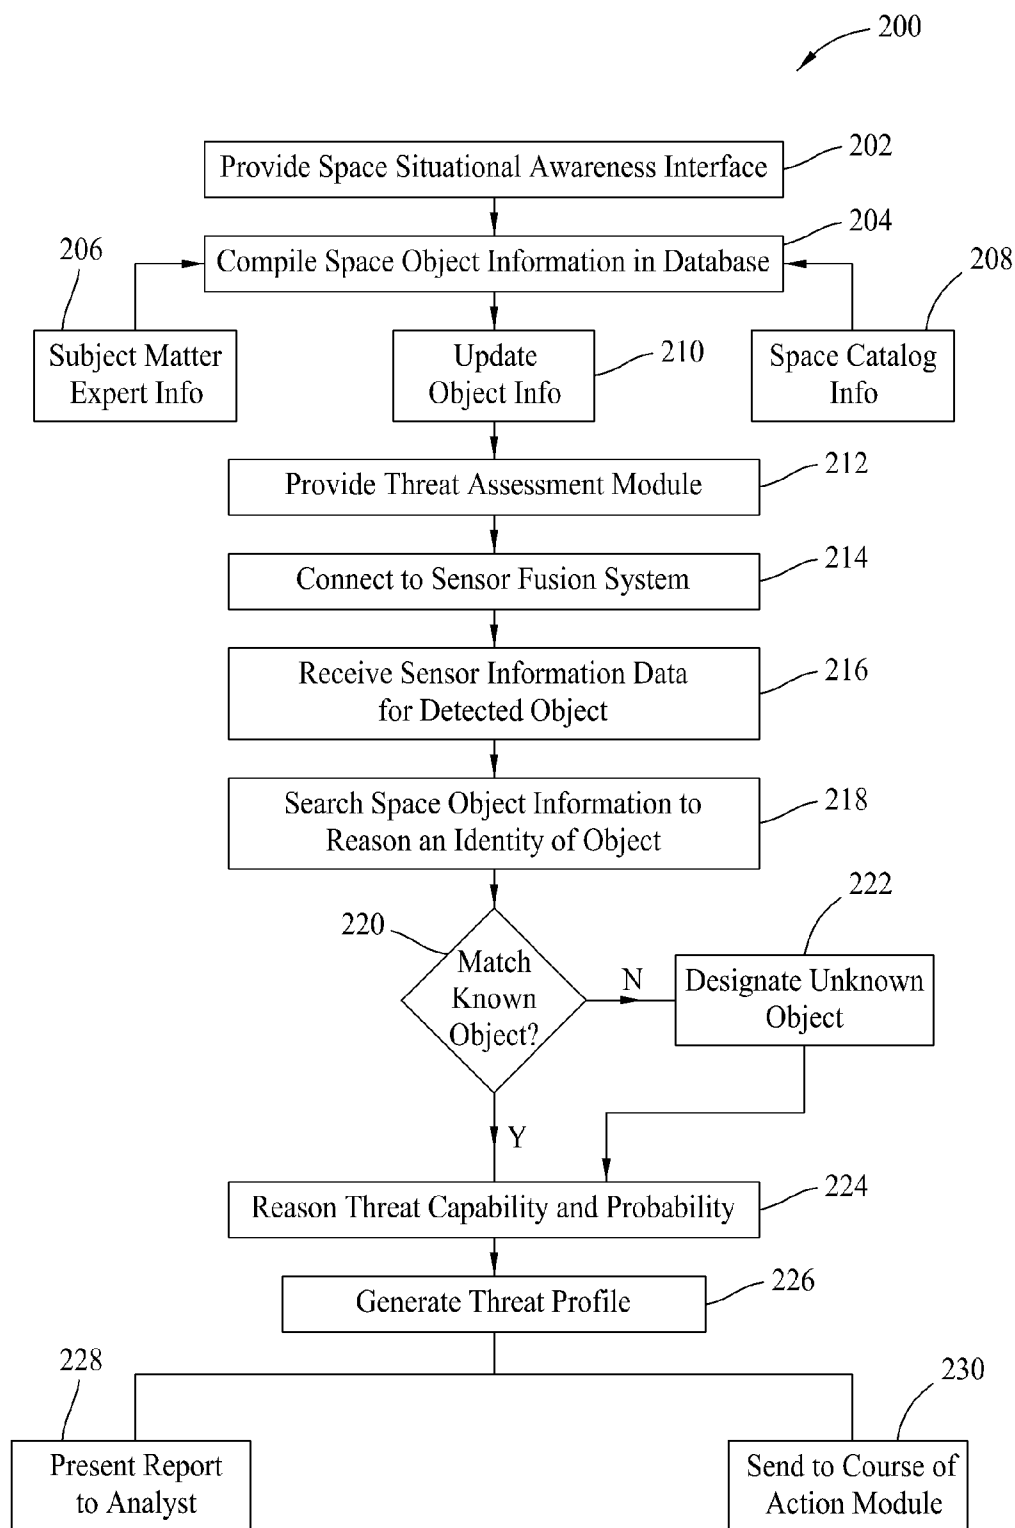 200
202
Provide Space Situational Awareness Interface
204
206
Compile Space Object Information in Database
208
Subject Matter
Expert Info
Update
Object Info
210
Space Catalog
Info
212
Provide Threat Assessment Module
214
Connect to Sensor Fusion System
Receive Sensor Information Data
for Detected Object
216
Search Space Object Information to
Reason an Identity of Object
218
220
Match
Known
Object?
N
222
Designate Unknown
Object
Y
224
Reason Threat Capability and Probability
226
Generate Threat Profile
228
230
Present Report
to Analyst
Send to Course of
Action Module